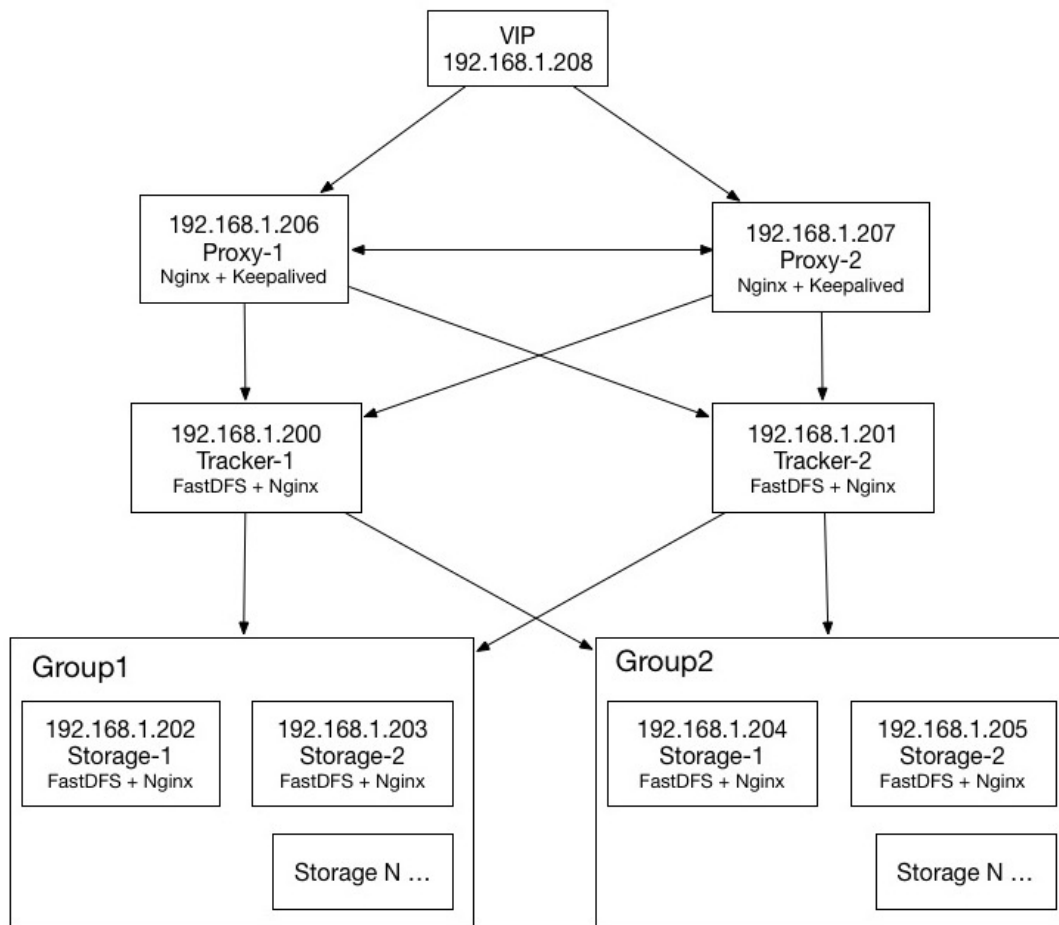 VIP
192.168.1.208
192.168.1.206
Proxy-1
Nginx + Keepalived
192.168.1.207
Proxy-2
Nginx + Keepalived
192.168.1.200
Tracker-1
FastDFS + Nginx
192.168.1.201
Tracker-2
FastDFS + Nginx
Group1
192.168.1.202
Storage-1
FastDFS + Nginx
192.168.1.203
Storage-2
FastDFS + Nginx
Storage N …
Group2
192.168.1.204
Storage-1
FastDFS + Nginx
192.168.1.205
Storage-2
FastDFS + Nginx
Storage N …